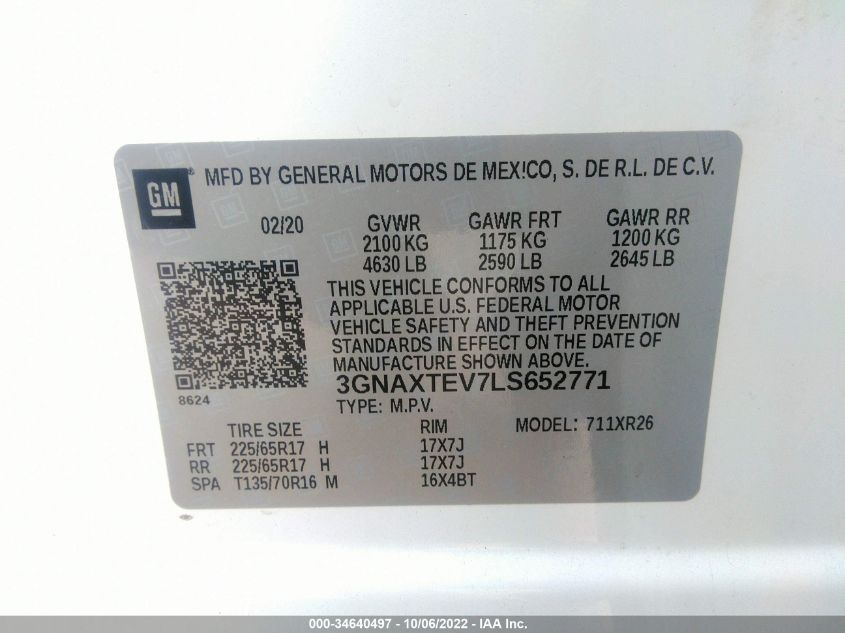 GM ® MFD BY GENERAL MOTORS DE MEX!CO, S. DE R.L. DE C.V.
02/20 GVWR GAWR FRT GAWR RR
2100 KG 1175 KG 1200 KG
4630 LB 2590 LB 2645 LB
THIS VEHICLE CONFORMS TO ALL
APPLICABLE U.S. FEDERAL MOTOR
VEHICLE SAFETY AND THEFT PREVENTION
STANDARDS IN EFFECT ON THE DATE OF
MANUFACTURE SHOWN ABOVE.
3GNAXTEV7LS652771
8624
TYPE: M.P.V.
TIRE SIZE RIM MODEL: 711XR26
FRT 225/65R17 H 17X7J
RR 225/65R17 H 17X7J
SPA T135/70R16 M 16X4BT
000-34640497 - 10/06/2022 - IAA Inc.